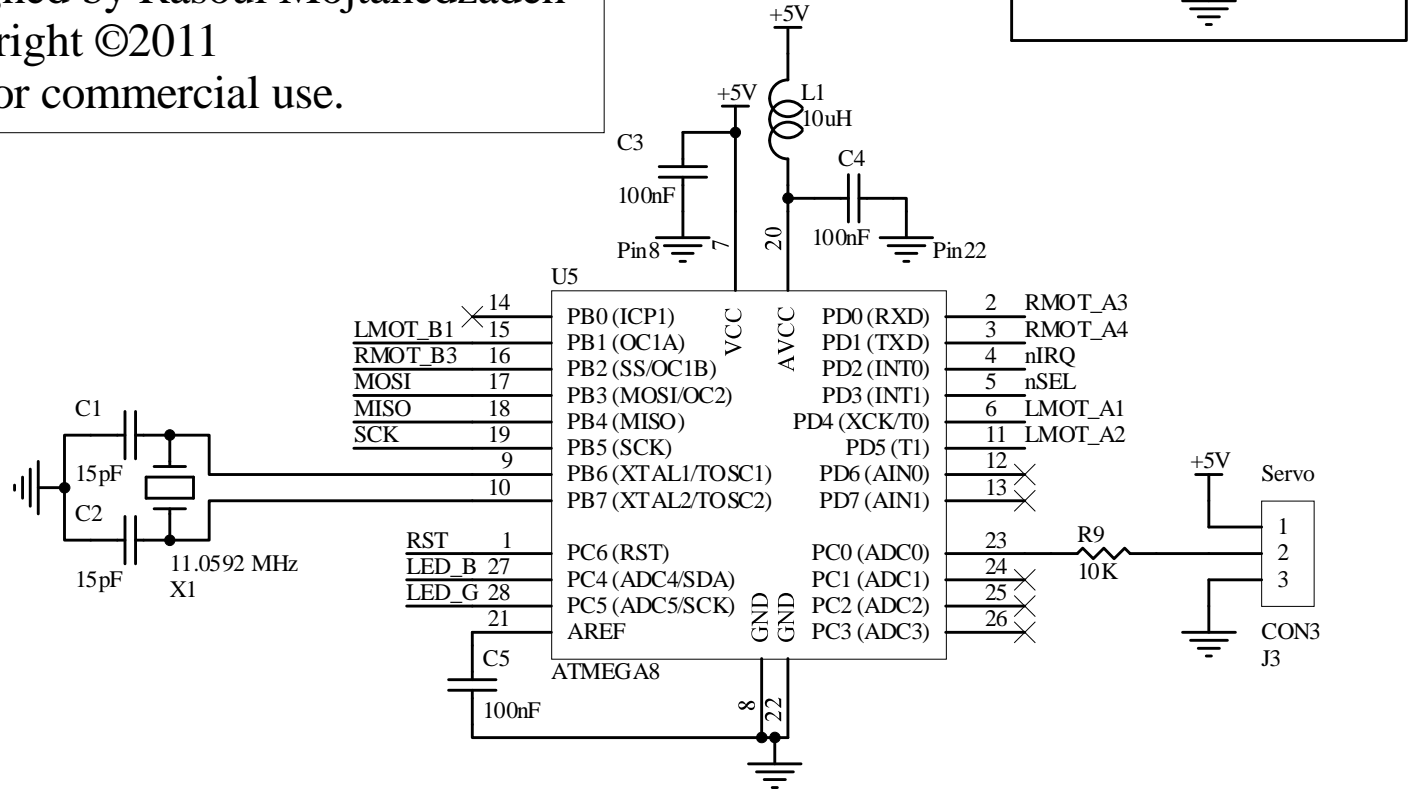 right ©2011
or commercial use.
+5V
+5V
L1
10uH
C3
100nF
C4
100nF
Pin8
7
20
Pin22
U5
14
PB0 (ICP1)
LMOT_B1 15
PB1 (OC1A)
RMOT_B3 16
PB2 (SS/OC1B)
MOSI 17
PB3 (MOSI/OC2)
MISO 18
PB4 (MISO)
SCK 19
PB5 (SCK)
9
PB6 (XTAL1/TOSC1)
10
PB7 (XTAL2/TOSC2)
RST 1
PC6 (RST)
LED_B 27
PC4 (ADC4/SDA)
LED_G 28
PC5 (ADC5/SCK)
21
AREF
VCC
AVCC
GND
GND
2 RMOT_A3
PD0 (RXD)
3 RMOT_A4
PD1 (TXD)
4 nIRQ
PD2 (INT0)
5 nSEL
PD3 (INT1)
6 LMOT_A1
PD4 (XCK/T0)
11 LMOT_A2
PD5 (T1)
12
PD6 (AIN0)
13
PD7 (AIN1)
23
PC0 (ADC0)
24
PC1 (ADC1)
25
PC2 (ADC2)
26
PC3 (ADC3)
C1
15pF
C2
15pF
11.0592 MHz
X1
R9
10K
+5V
Servo
1
2
3
CON3
J3
ATMEGA8
C5
100nF
8
22